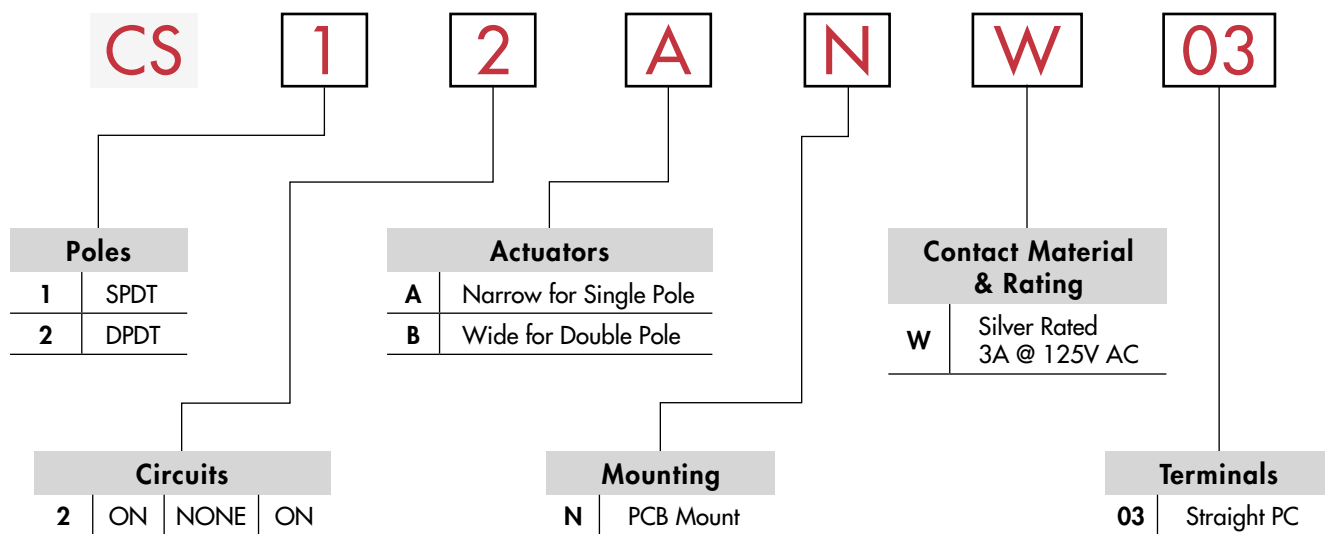 CS 1 2 A N W 03
Poles
1 SPDT
2 DPDT
Actuators
A Narrow for Single Pole
B Wide for Double Pole
Contact Material
& Rating
W Silver Rated
3A @ 125V AC
Circuits
2 ON NONE ON
Mounting
N PCB Mount
Terminals
03 Straight PC